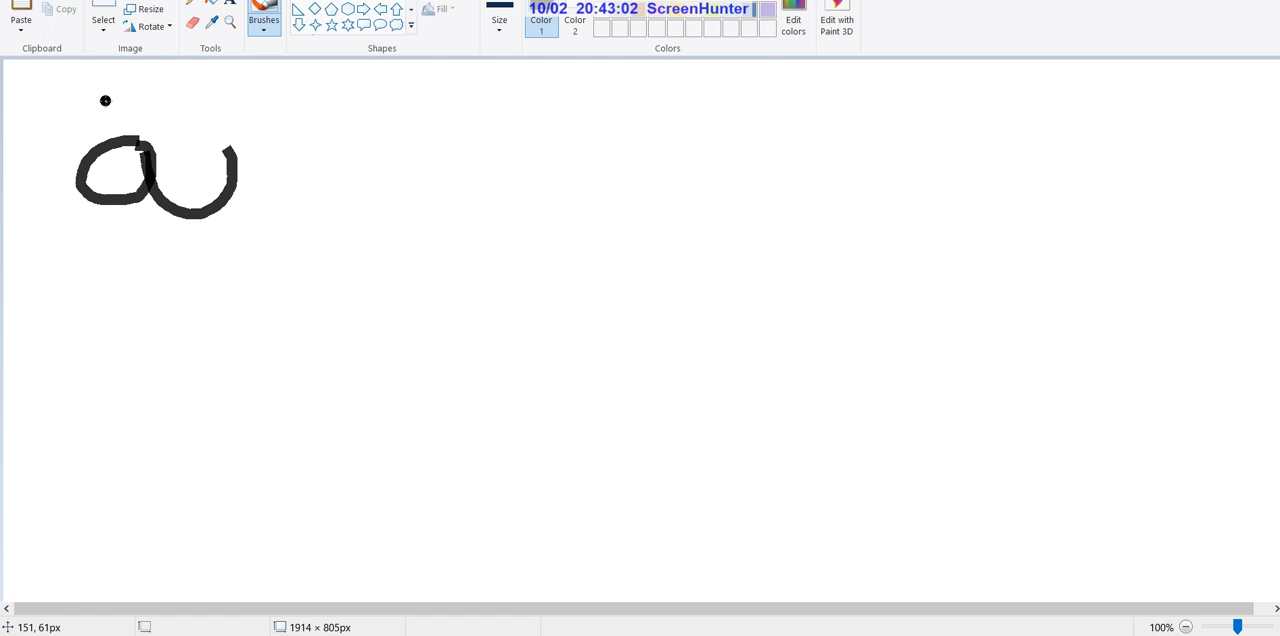 Paste
Copy
Select
Resize
Rotate
A
Brushes
Fill
Size
10/02 20:43:02 ScreenHunter
Color 1
Color 2
Edit colors
Edit with Paint 3D
Clipboard
Image
Tools
Shapes
Colors
151, 61px
1914 × 805px
100%